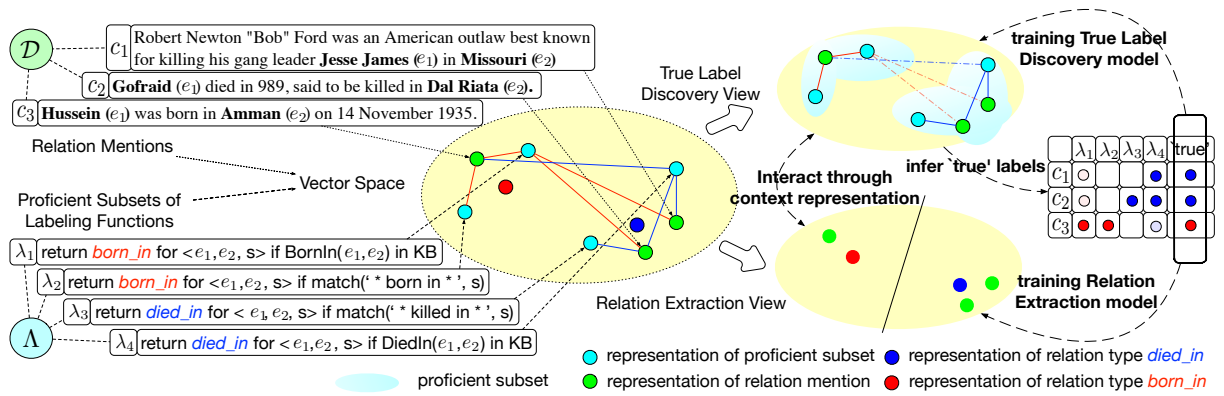 D
c1 Robert Newton "Bob" Ford was an American outlaw best known
for killing his gang leader Jesse James (e1) in Missouri (e2)
c2 Gofraid (e1) died in 989, said to be killed in Dal Riata (e2).
c3 Hussein (e1) was born in Amman (e2) on 14 November 1935.
Relation Mentions
Vector Space
Proficient Subsets of
Labeling Functions
λ1 return born_in for <e1,e2, s> if BornIn(e1,e2) in KB
λ2 return born_in for <e1,e2, s> if match(‘ * born in * ’, s)
λ3 return died_in for < e1,e2, s> if match(‘ * killed in * ’, s)
λ4 return died_in for <e1,e2, s> if DiedIn(e1,e2) in KB
Λ
True Label
Discovery View
Relation Extraction View
training True Label
Discovery model
infer 'true' labels
Interact through
context representation
training Relation
Extraction model
λ1 λ2 λ3 λ4 'true'
c1
c2
c3
proficient subset
representation of proficient subset
representation of relation mention
representation of relation type died_in
representation of relation type born_in